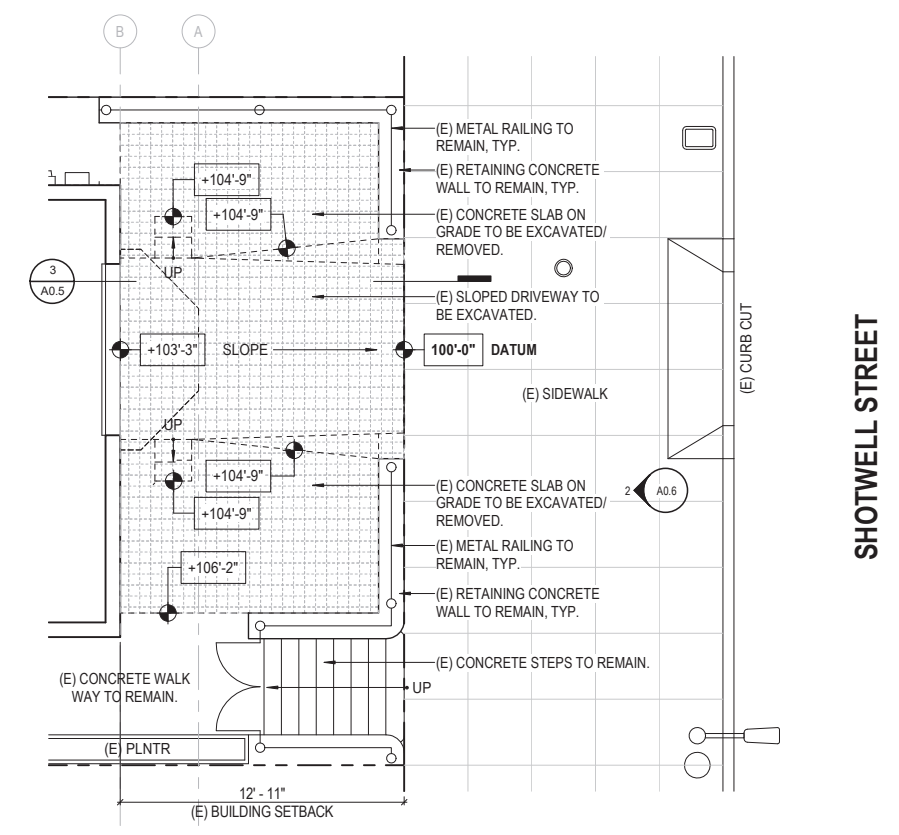 B
A
(E) METAL RAILING TO
REMAIN, TYP.
(E) RETAINING CONCRETE
WALL TO REMAIN, TYP.
+104'-9"
+104'-9"
(E) CONCRETE SLAB ON
GRADE TO BE EXCAVATED/
REMOVED.
UP
3
A0.5
(E) SLOPED DRIVEWAY TO
BE EXCAVATED.
+103'-3"
SLOPE
100'-0"
DATUM
(E) SIDEWALK
(E) CURB CUT
SHOTWELL STREET
UP
+104'-9"
+104'-9"
(E) CONCRETE SLAB ON
GRADE TO BE EXCAVATED/
REMOVED.
2
A0.6
(E) METAL RAILING TO
REMAIN, TYP.
+106'-2"
(E) RETAINING CONCRETE
WALL TO REMAIN, TYP.
(E) CONCRETE STEPS TO REMAIN.
(E) CONCRETE WALK
WAY TO REMAIN.
UP
(E) PLNTR
12' - 11"
(E) BUILDING SETBACK